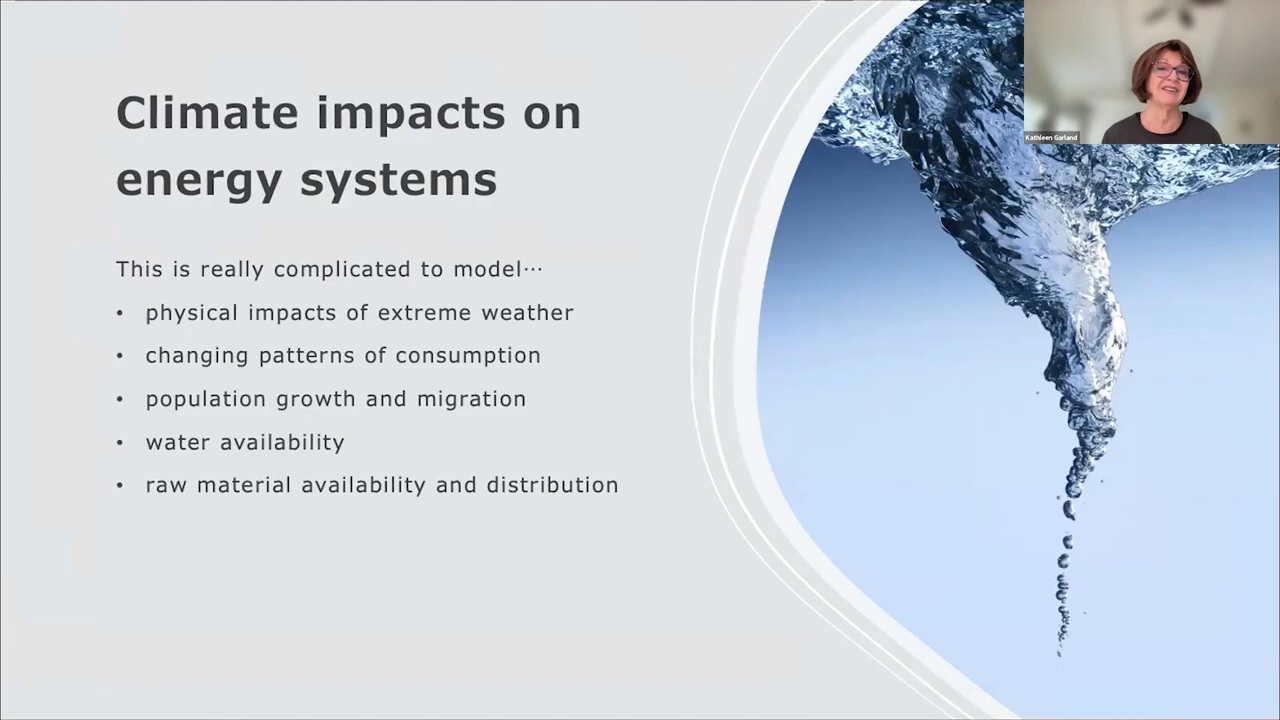 Climate impacts on
energy systems
This is really complicated to model…
• physical impacts of extreme weather
• changing patterns of consumption
• population growth and migration
• water availability
• raw material availability and distribution
Kathleen Garland